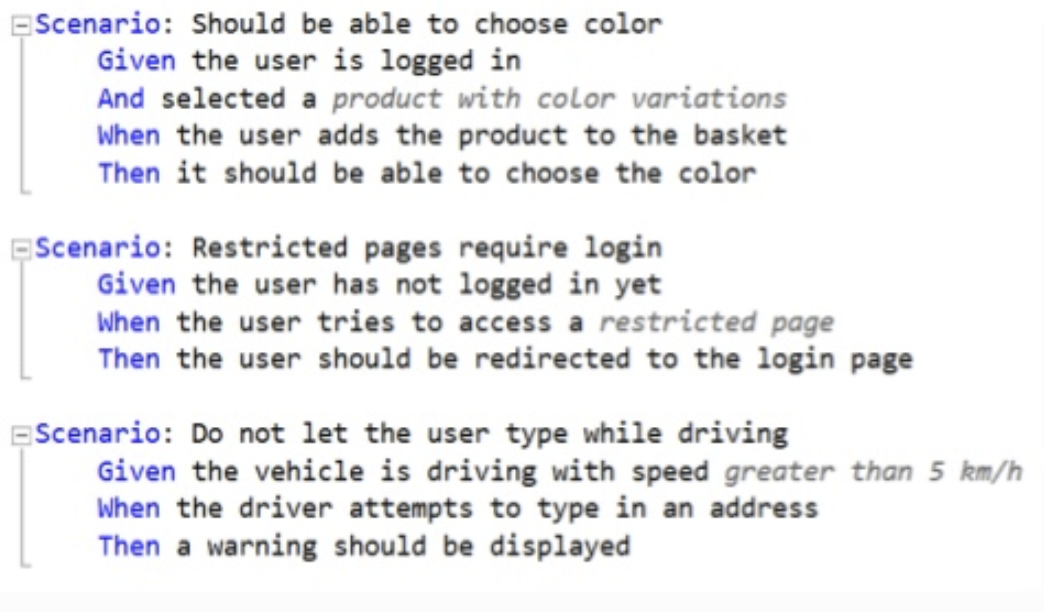 Scenario: Should be able to choose color
Given the user is logged in
And selected a product with color variations
When the user adds the product to the basket
Then it should be able to choose the color
Scenario: Restricted pages require login
Given the user has not logged in yet
When the user tries to access a restricted page
Then the user should be redirected to the login page
Scenario: Do not let the user type while driving
Given the vehicle is driving with speed greater than 5 km/h
When the driver attempts to type in an address
Then a warning should be displayed